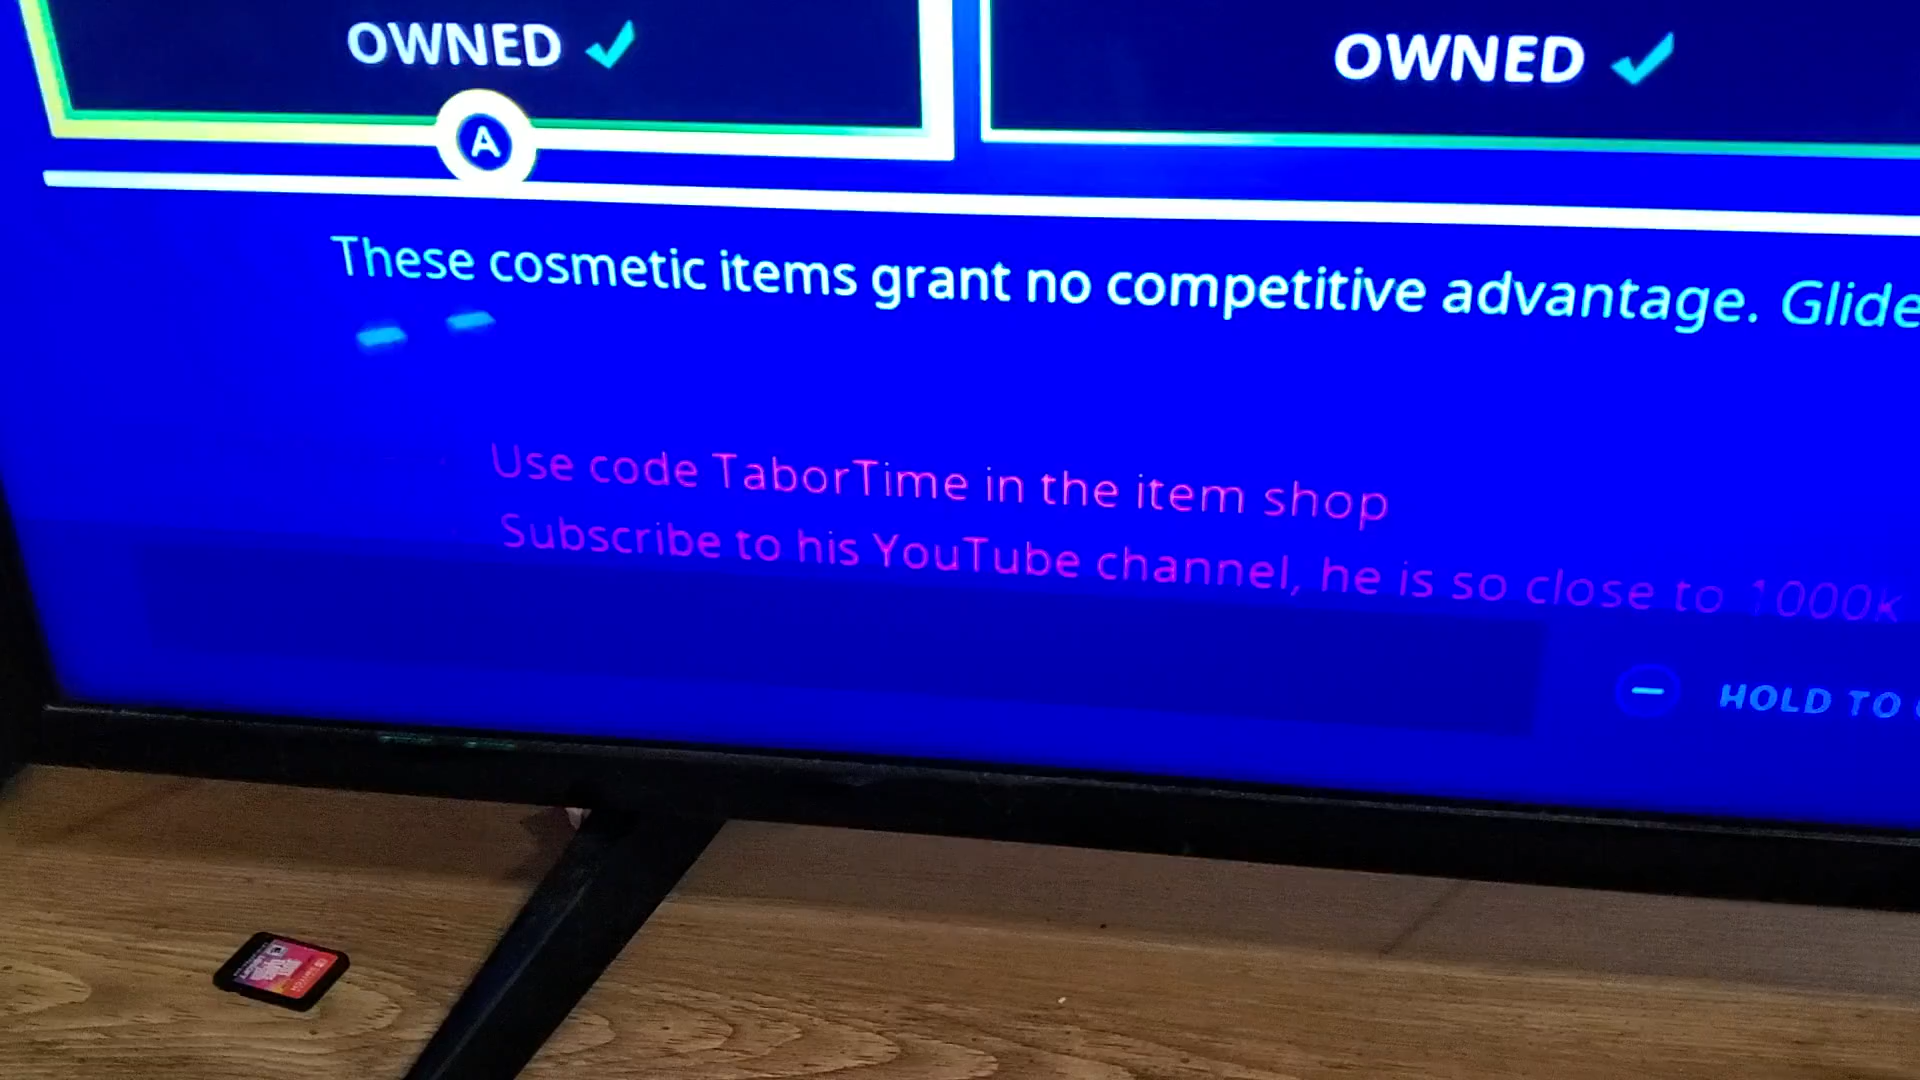 OWNED
OWNED
A
These cosmetic items grant no competitive advantage. Glide
Use code TaborTime in the item shop
Subscribe to his YouTube channel, he is so close to 1000k
HOLD TO